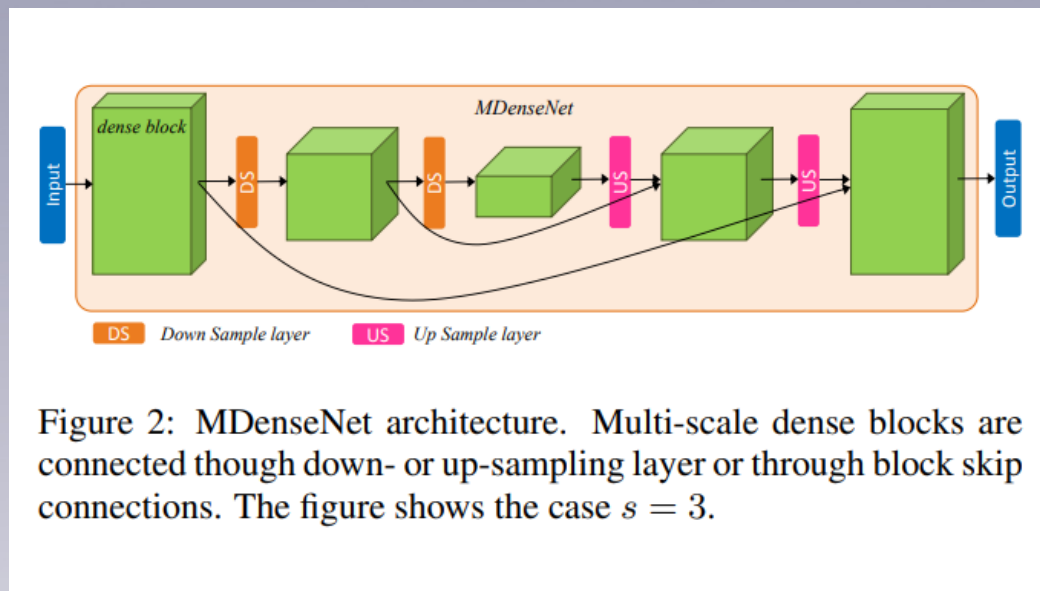 MDenseNet
dense block
Input
DS
DS
US
US
Output
DS Down Sample layer US Up Sample layer
Figure 2: MDenseNet architecture. Multi-scale dense blocks are
connected though down- or up-sampling layer or through block skip
connections. The figure shows the case s = 3.